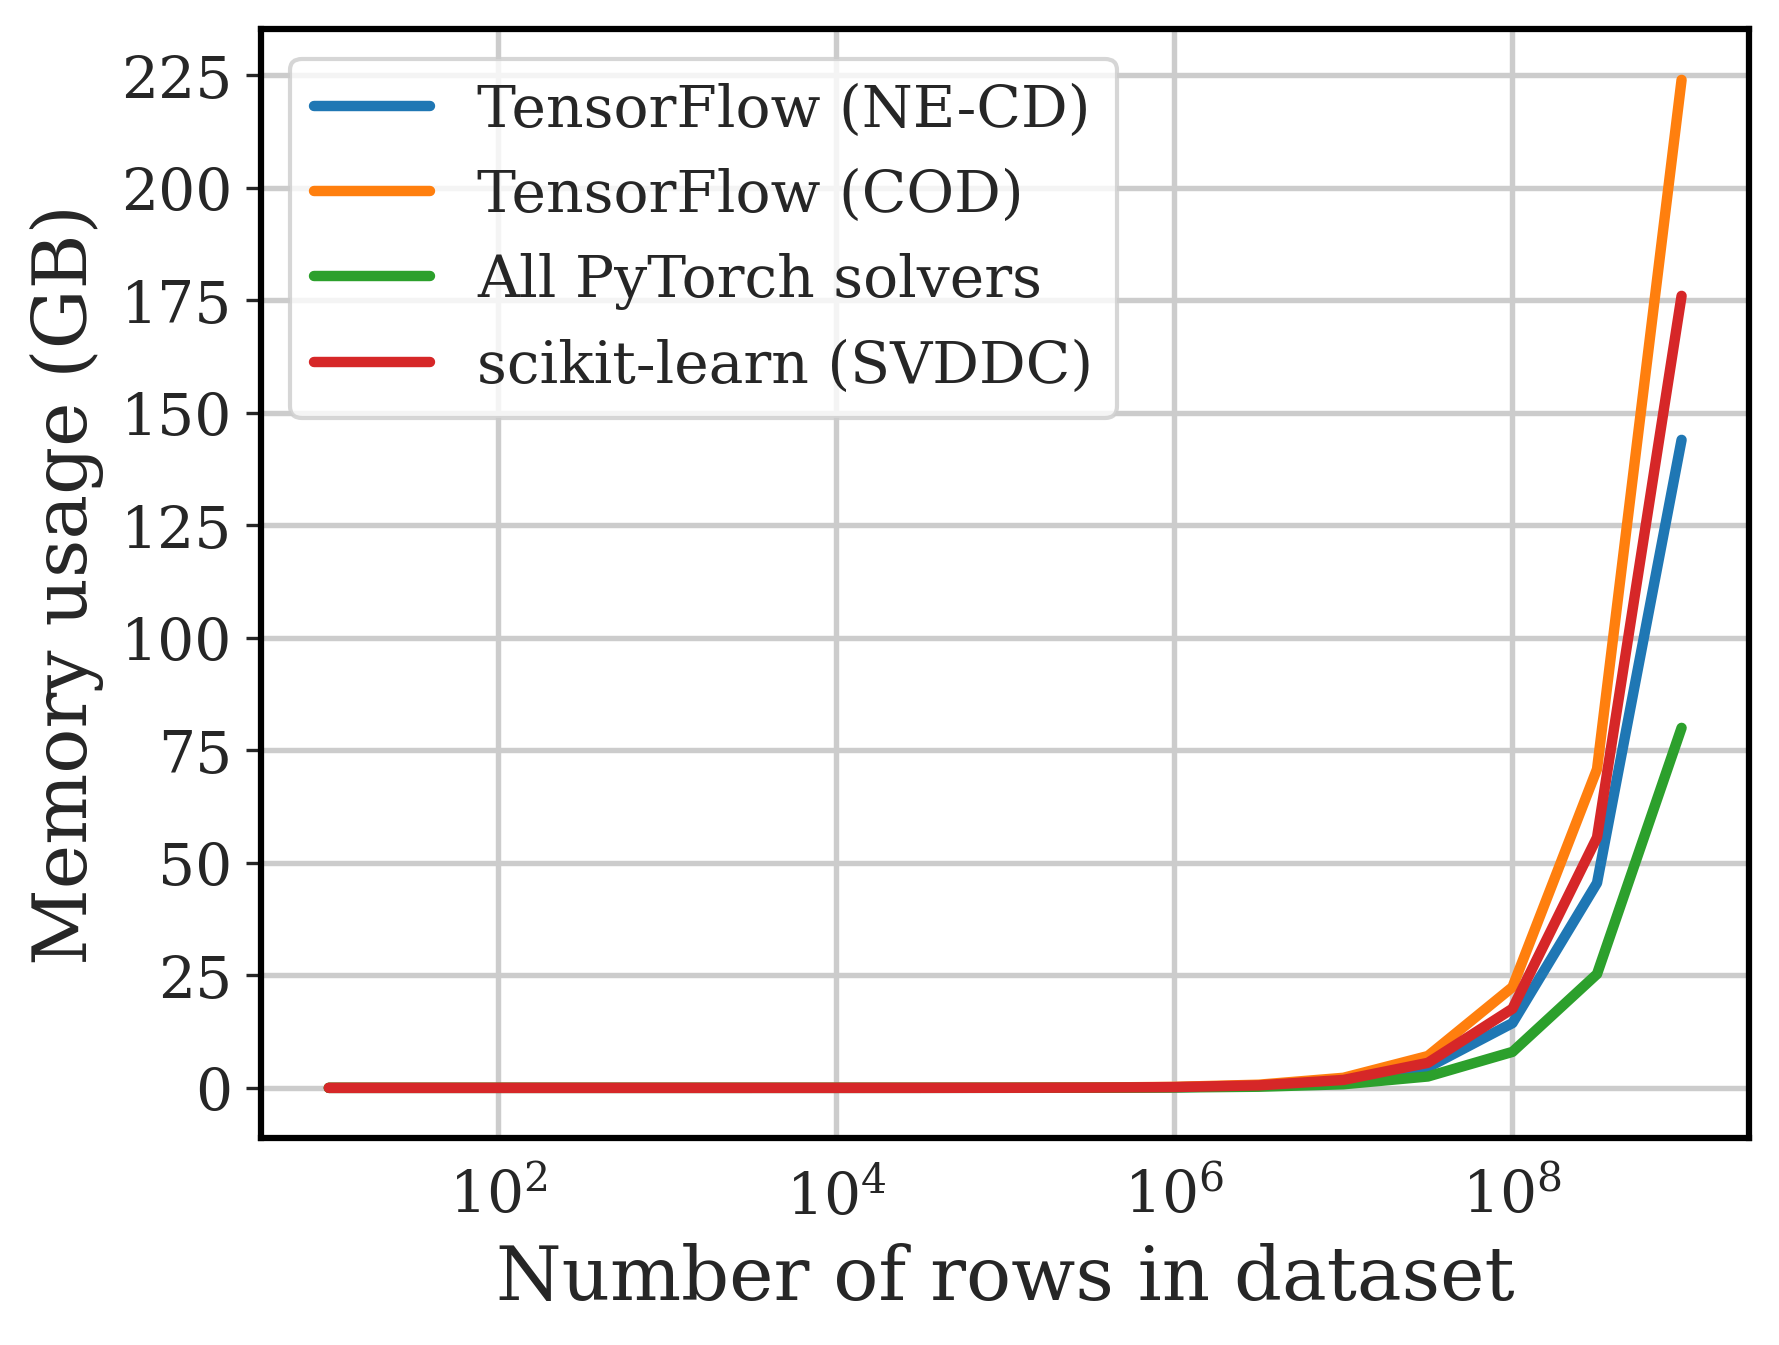 225
200
175
150
125
100
75
50
25
0
Memory usage (GB)
TensorFlow (NE-CD)
TensorFlow (COD)
All PyTorch solvers
scikit-learn (SVDDC)
10² 10⁴ 10⁶ 10⁸
Number of rows in dataset